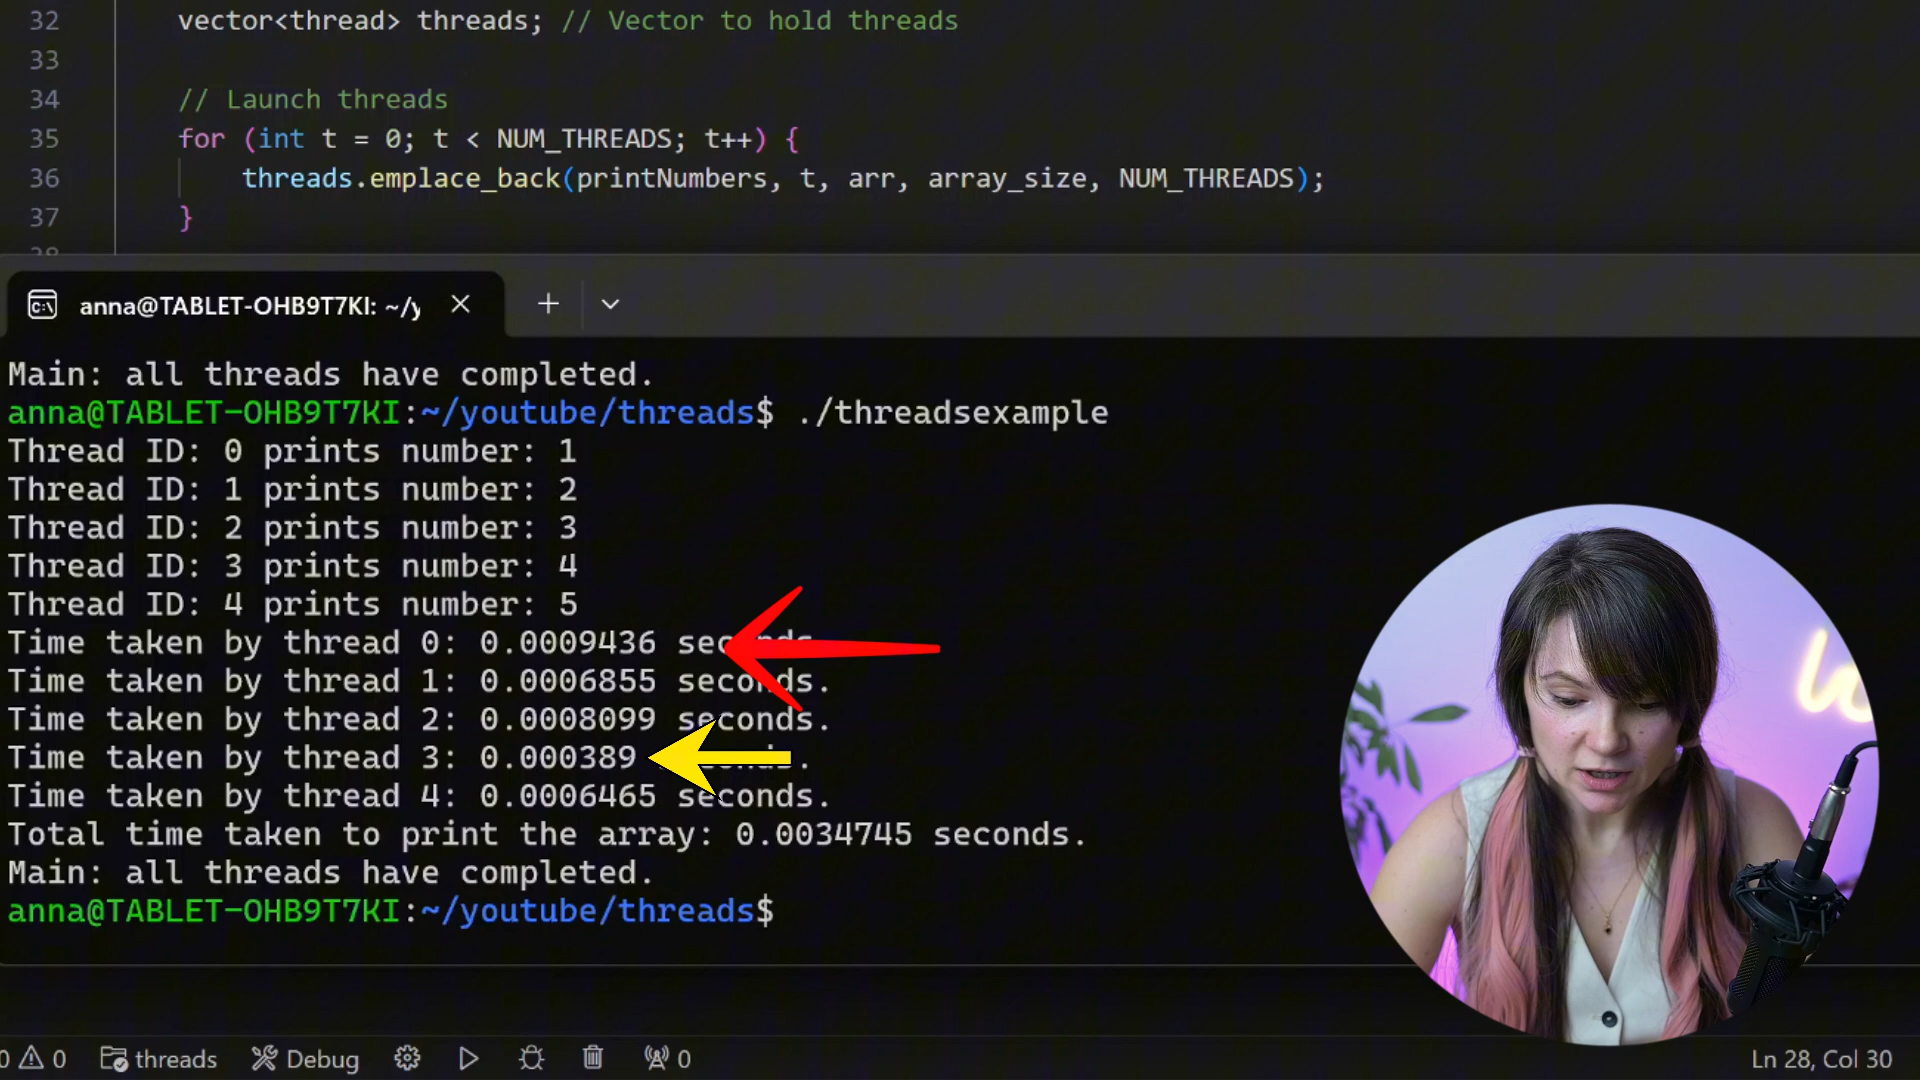 32 vector<thread> threads; // Vector to hold threads
33
34 // Launch threads
35 for (int t = 0; t < NUM_THREADS; t++) {
36 threads.emplace_back(printNumbers, t, arr, array_size, NUM_THREADS);
37 }
38
anna@TABLET-OHB9T7KI: ~/y
Main: all threads have completed.
anna@TABLET-OHB9T7KI:~/youtube/threads$ ./threadsexample
Thread ID: 0 prints number: 1
Thread ID: 1 prints number: 2
Thread ID: 2 prints number: 3
Thread ID: 3 prints number: 4
Thread ID: 4 prints number: 5
Time taken by thread 0: 0.0009436 seconds.
Time taken by thread 1: 0.0006855 seconds.
Time taken by thread 2: 0.0008099 seconds.
Time taken by thread 3: 0.000389 seconds.
Time taken by thread 4: 0.0006465 seconds.
Total time taken to print the array: 0.0034745 seconds.
Main: all threads have completed.
anna@TABLET-OHB9T7KI:~/youtube/threads$
0 0 threads Debug 0 Ln 28, Col 30